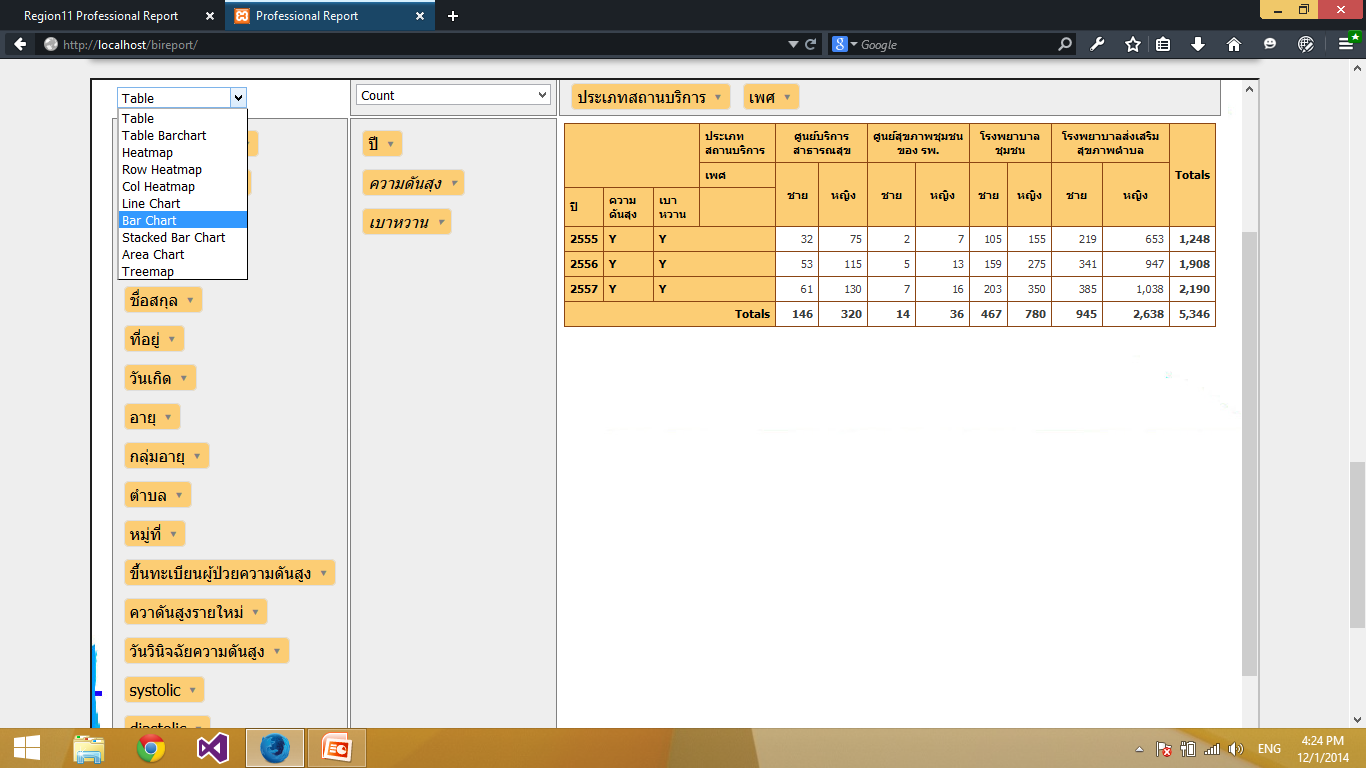 Region11 Professional Report
Professional Report
http://localhost/bireport/
Google
Table
Count
ประเภทสถานบริการ
เพศ
Table
Table Barchart
Heatmap
Row Heatmap
Col Heatmap
Line Chart
Bar Chart
Stacked Bar Chart
Area Chart
Treemap
ชื่อสกุล
ที่อยู่
วันเกิด
อายุ
กลุ่มอายุ
ตำบล
หมู่ที่
ขึ้นทะเบียนผู้ป่วยความดันสูง
ควาดันสูงรายใหม่
วันวินิจฉัยความดันสูง
systolic
diastolic
ปี
ความดันสุง
เบาหวาน
ประเภท สถานบริการ ศูนย์บริการ สาธารณสุข ศูนย์สุขภาพชุมชน ของ รพ. โรงพยาบาล ชุมชน โรงพยาบาลส่งเสริม สุขภาพตำบล Totals
เพศ ชาย หญิง ชาย หญิง ชาย หญิง ชาย หญิง
ปี ความ ดันสุง เบา หวาน
2555 Y Y 32 75 2 7 105 155 219 653 1,248
2556 Y Y 53 115 5 13 159 275 341 947 1,908
2557 Y Y 61 130 7 16 203 350 385 1,038 2,190
Totals 146 320 14 36 467 780 945 2,638 5,346
ENG
4:24 PM
12/1/2014